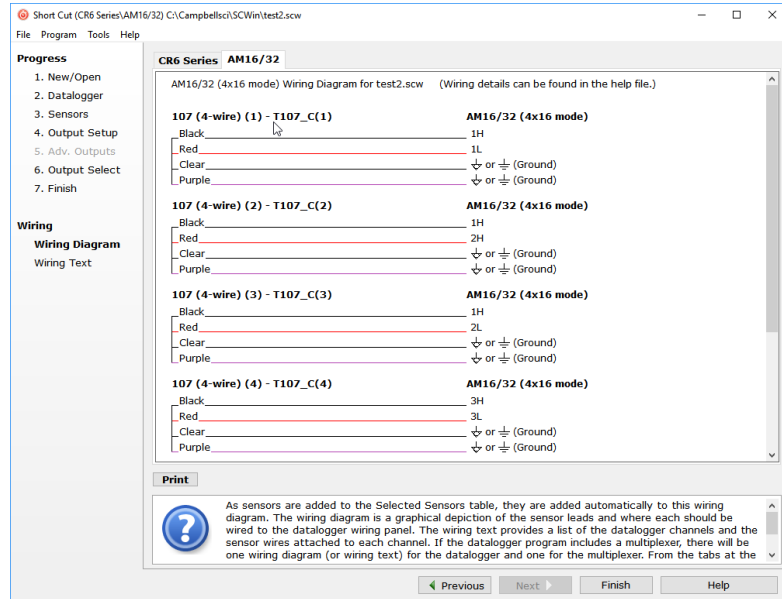 Short Cut (CR6 Series\AM16/32) C:\Campbellsci\SCWin\test2.scw
File Program Tools Help
Progress
1. New/Open
2. Datalogger
3. Sensors
4. Output Setup
5. Adv. Outputs
6. Output Select
7. Finish
Wiring
Wiring Diagram
Wiring Text
CR6 Series AM16/32
AM16/32 (4x16 mode) Wiring Diagram for test2.scw (Wiring details can be found in the help file.)
107 (4-wire) (1) - T107_C(1) AM16/32 (4x16 mode)
Black 1H
Red 1L
Clear or (Ground)
Purple or (Ground)
107 (4-wire) (2) - T107_C(2) AM16/32 (4x16 mode)
Black 1H
Red 2H
Clear or (Ground)
Purple or (Ground)
107 (4-wire) (3) - T107_C(3) AM16/32 (4x16 mode)
Black 1H
Red 2L
Clear or (Ground)
Purple or (Ground)
107 (4-wire) (4) - T107_C(4) AM16/32 (4x16 mode)
Black 3H
Red 3L
Clear or (Ground)
Purple or (Ground)
Print
As sensors are added to the Selected Sensors table, they are added automatically to this wiring
diagram. The wiring diagram is a graphical depiction of the sensor leads and where each should be
wired to the datalogger wiring panel. The wiring text provides a list of the datalogger channels and the
sensor wires attached to each channel. If the datalogger program includes a multiplexer, there will be
one wiring diagram (or wiring text) for the datalogger and one for the multiplexer. From the tabs at the
Previous Next Finish Help